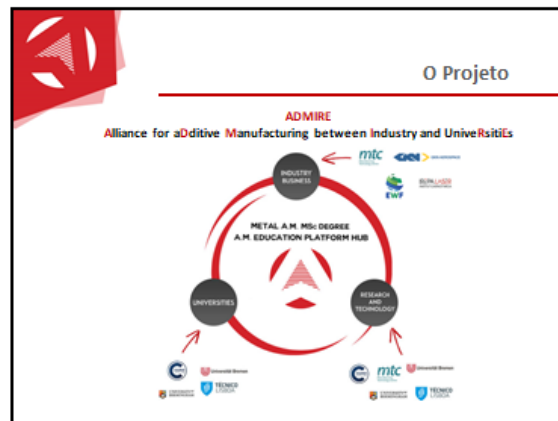 O Projeto
ADMIRE
Alliance for aDditive Manufacturing between Industry and UniveRsitiEs
mtc
GKN
EWF
INDUSTRY
BUSINESS
METAL A.M. MSc DEGREE
A.M. EDUCATION PLATFORM HUB
UNIVERSITIES
RESEARCH
AND
TECHNOLOGY
Universität Bremen
TÉCNICO
LISBOA
mtc
Universität Bremen
TÉCNICO
LISBOA